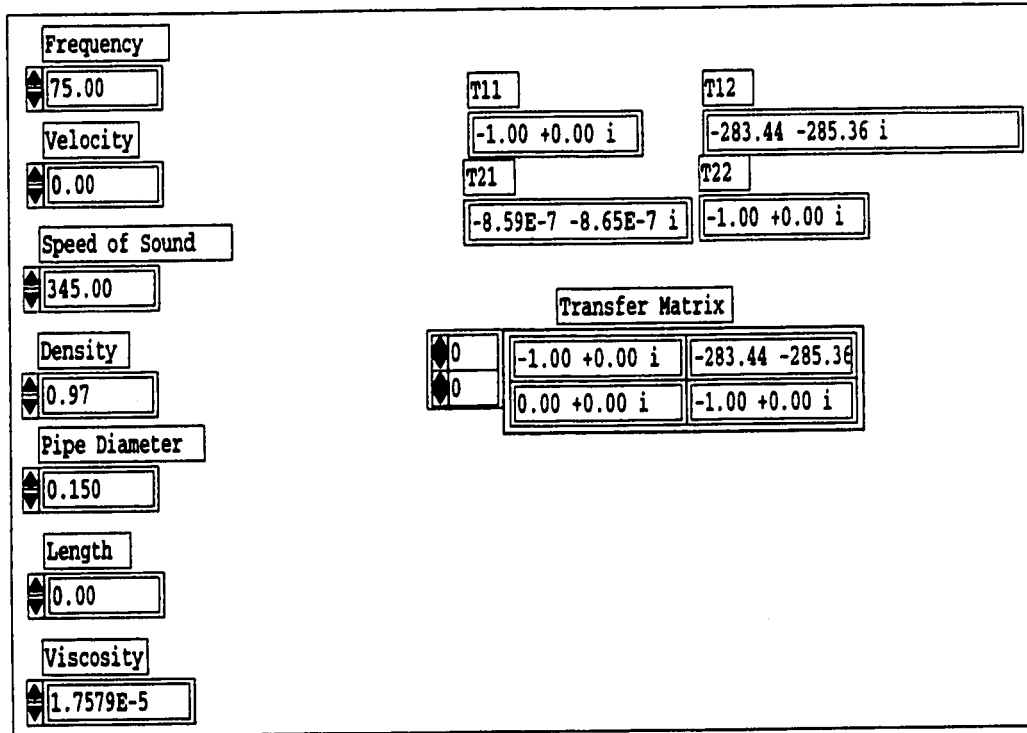 Frequency
75.00
Velocity
0.00
Speed of Sound
345.00
Density
0.97
Pipe Diameter
0.150
Length
0.00
Viscosity
1.7579E-5
T11
-1.00 +0.00 i
T12
-283.44 -285.36 i
T21
-8.59E-7 -8.65E-7 i
T22
-1.00 +0.00 i
Transfer Matrix
0
-1.00 +0.00 i
-283.44 -285.36
0
0.00 +0.00 i
-1.00 +0.00 i